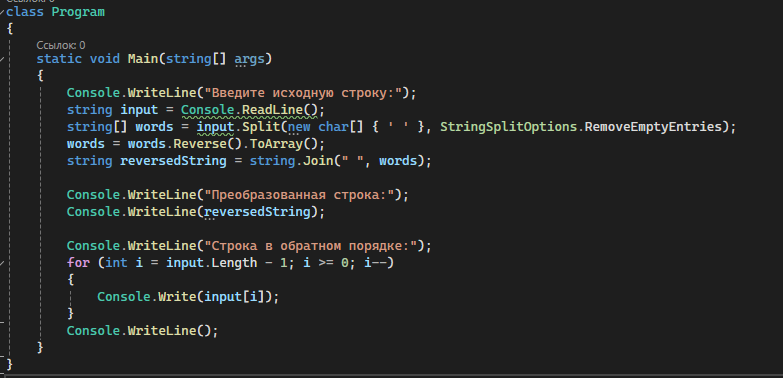 class Program
{
Ссылок: 0
static void Main(string[] args)
{
Console.WriteLine("Введите исходную строку:");
string input = Console.ReadLine();
string[] words = input.Split(new char[] { ' ' }, StringSplitOptions.RemoveEmptyEntries);
words = words.Reverse().ToArray();
string reversedString = string.Join(" ", words);
Console.WriteLine("Преобразованная строка:");
Console.WriteLine(reversedString);
Console.WriteLine("Строка в обратном порядке:");
for (int i = input.Length - 1; i >= 0; i--)
{
Console.Write(input[i]);
}
Console.WriteLine();
}
}